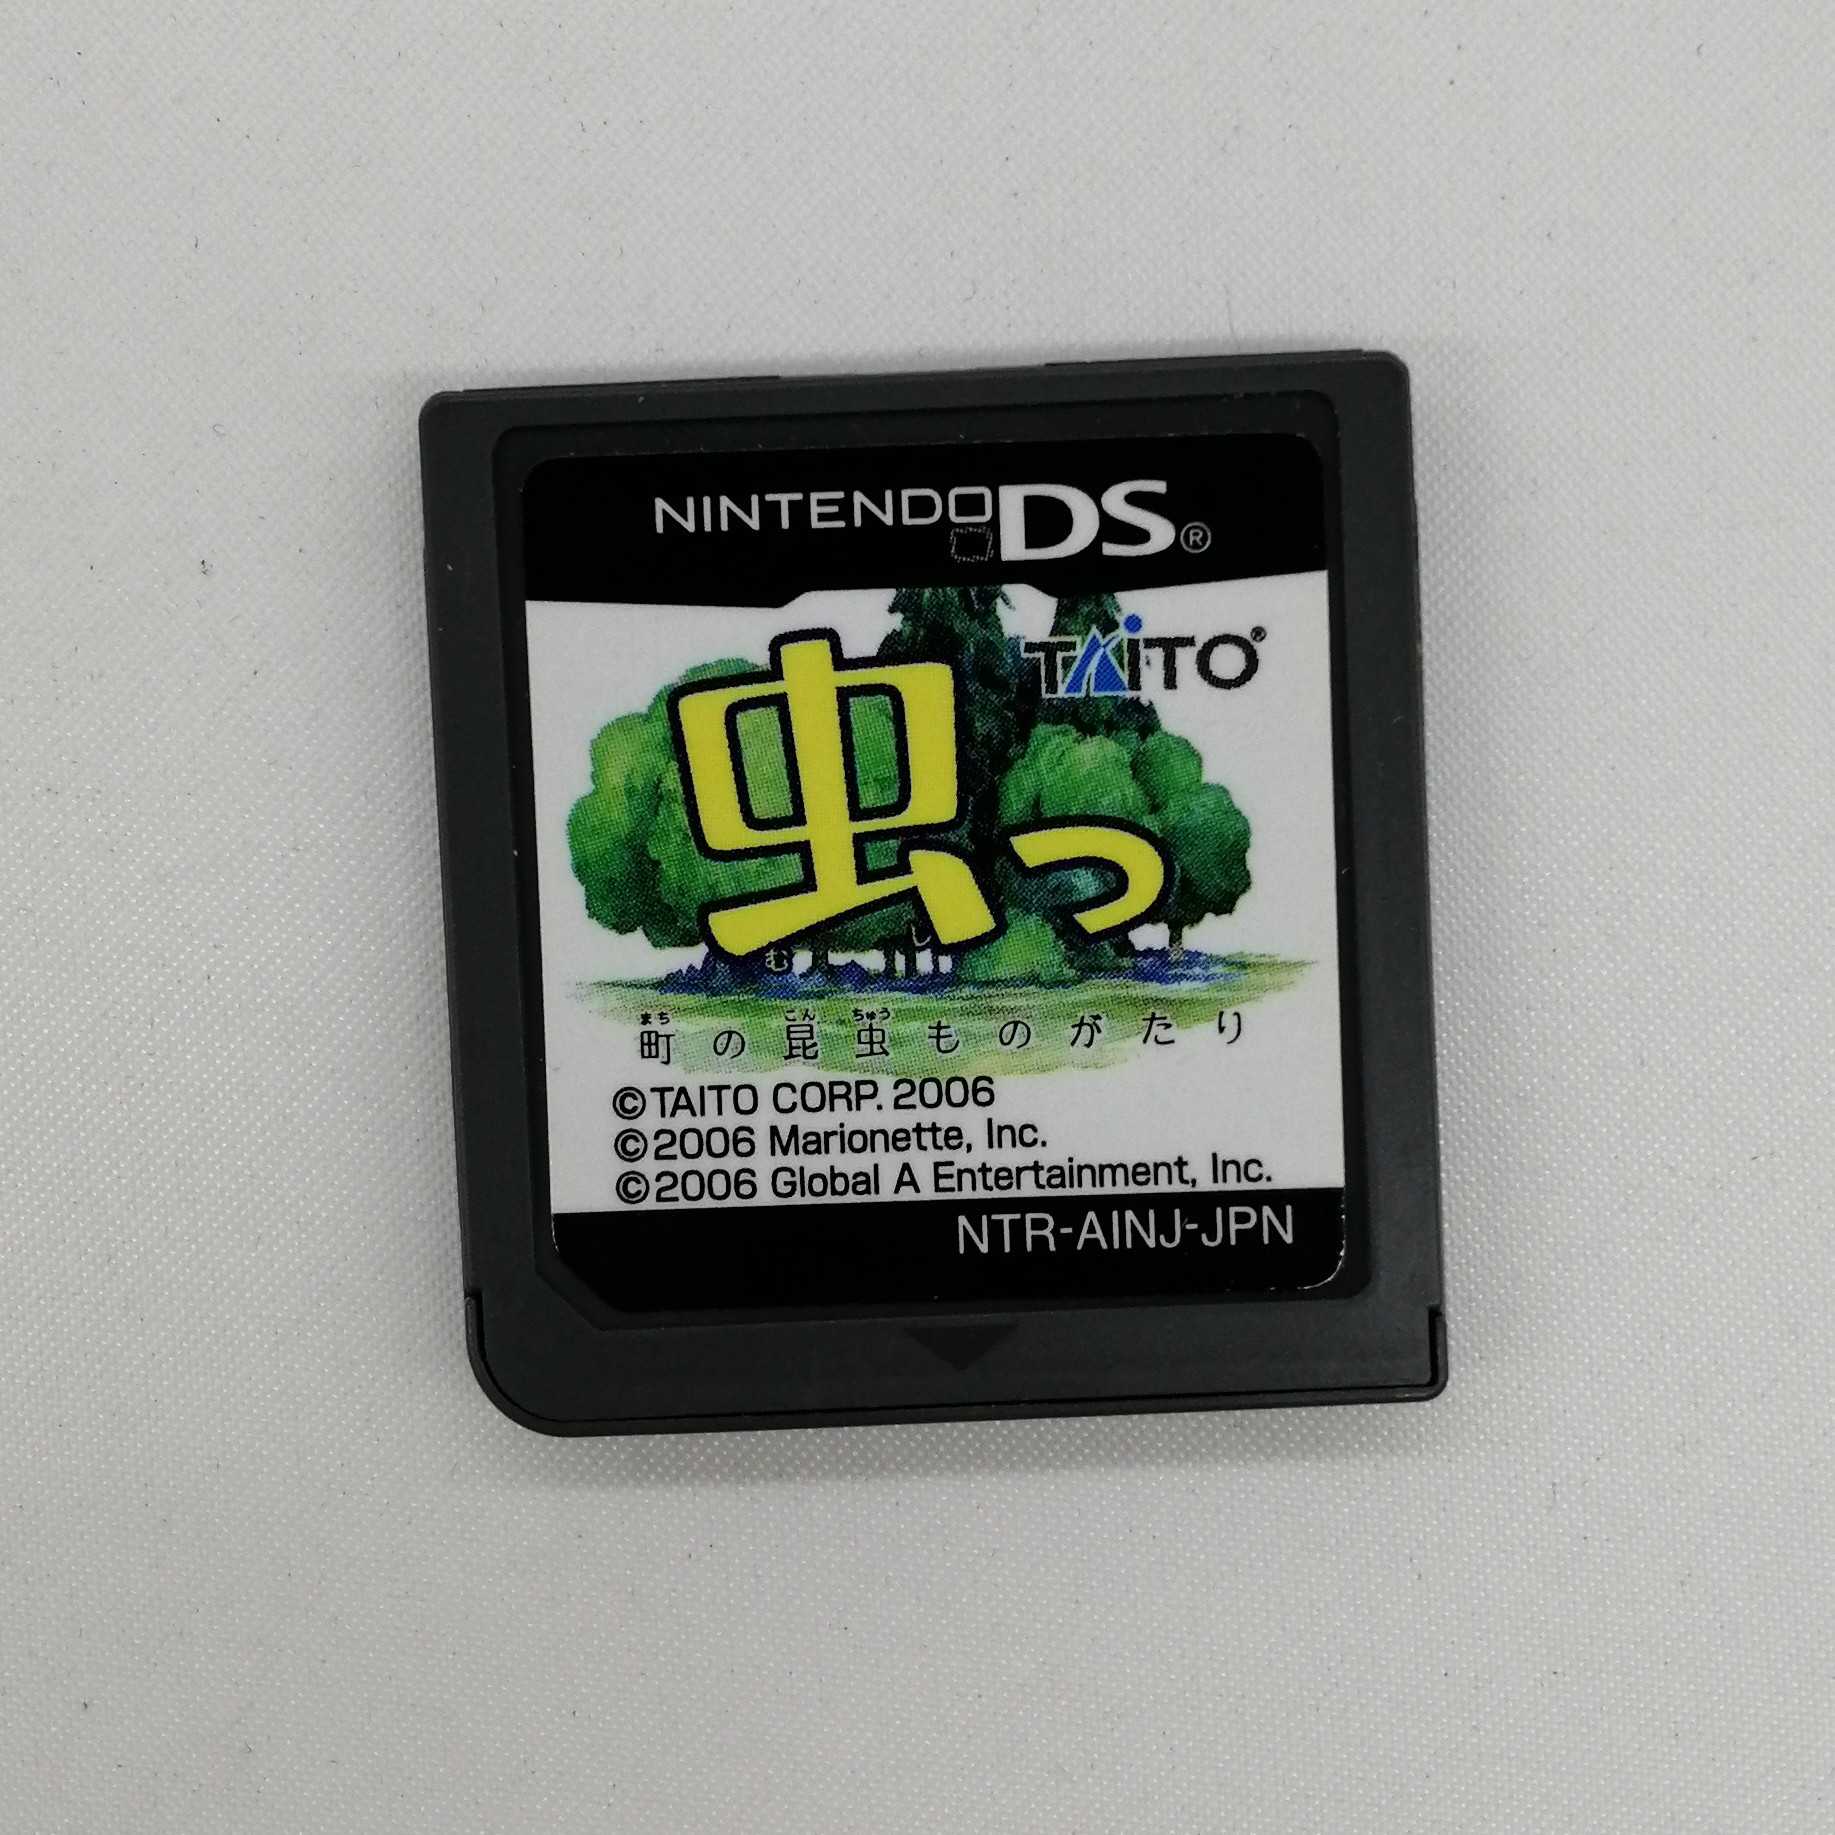 NINTENDO DS®
TAITO®
虫っ
むし
まち こん ちゅう
町の昆虫ものがたり
©TAITO CORP. 2006
©2006 Marionette, Inc.
©2006 Global A Entertainment, Inc.
NTR-AINJ-JPN